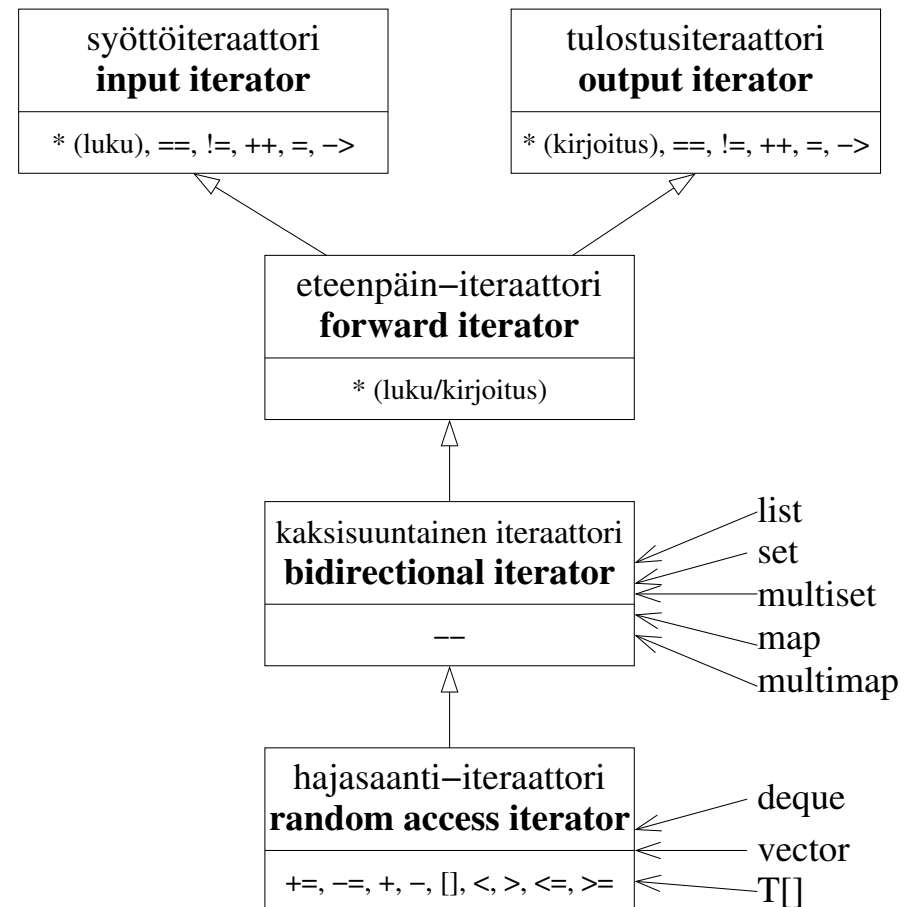 syöttöiteraattori
input iterator
* (luku), ==, !=, ++, =, −>
tulostusiteraattori
output iterator
* (kirjoitus), ==, !=, ++, =, −>
eteenpäin−iteraattori
forward iterator
* (luku/kirjoitus)
kaksisuuntainen iteraattori
bidirectional iterator
−−
list
set
multiset
map
multimap
hajasaanti−iteraattori
random access iterator
+=, −=, +, −, [], <, >, <=, >=
deque
vector
T[]